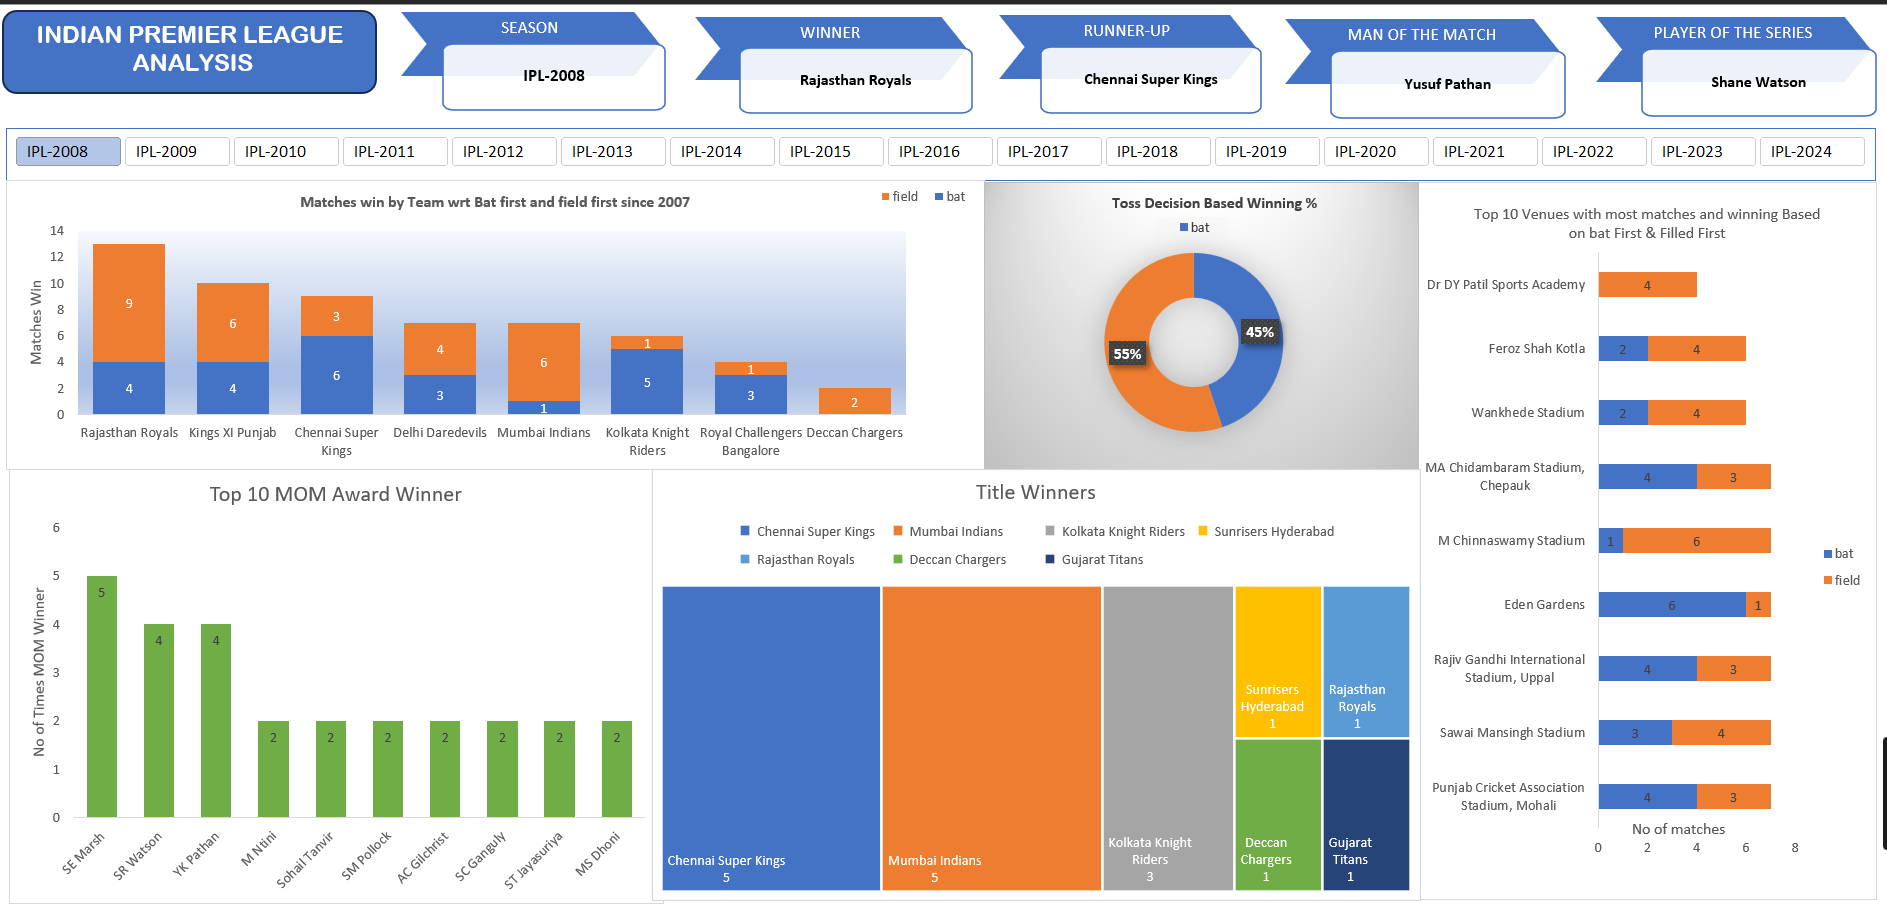 INDIAN PREMIER LEAGUE
ANALYSIS
SEASON
IPL-2008
WINNER
Rajasthan Royals
RUNNER-UP
Chennai Super Kings
MAN OF THE MATCH
Yusuf Pathan
PLAYER OF THE SERIES
Shane Watson
IPL-2008 IPL-2009 IPL-2010 IPL-2011 IPL-2012 IPL-2013 IPL-2014 IPL-2015 IPL-2016 IPL-2017 IPL-2018 IPL-2019 IPL-2020 IPL-2021 IPL-2022 IPL-2023 IPL-2024
Matches win by Team wrt Bat first and field first since 2007
field bat
Matches Win
14
12
10
8
6
4
2
0
9 6 3 4 6 1 1 2
4 4 6 3 1 5 3
Rajasthan Royals Kings XI Punjab Chennai Super Delhi Daredevils Mumbai Indians Kolkata Knight Royal Challengers Deccan Chargers
Kings Riders Bangalore
Toss Decision Based Winning %
bat
45%
55%
Top 10 Venues with most matches and winning Based
on bat First & Filled First
Dr DY Patil Sports Academy
4
Feroz Shah Kotla
2 4
Wankhede Stadium
2 4
MA Chidambaram Stadium,
Chepauk
4 3
M Chinnaswamy Stadium
1 6
Eden Gardens
6 1
Rajiv Gandhi International
Stadium, Uppal
4 3
Sawai Mansingh Stadium
3 4
Punjab Cricket Association
Stadium, Mohali
4 3
No of matches
0 2 4 6 8
bat
field
Top 10 MOM Award Winner
No of Times MOM Winner
6
5
4
3
2
1
0
5 4 4 2 2 2 2 2 2 2
SE Marsh SR Watson YK Pathan M Ntini Sohail Tanvir SM Pollock AC Gilchrist SC Ganguly ST Jayasuriya MS Dhoni
Title Winners
Chennai Super Kings Mumbai Indians Kolkata Knight Riders Sunrisers Hyderabad
Rajasthan Royals Deccan Chargers Gujarat Titans
Chennai Super Kings
5
Mumbai Indians
5
Kolkata Knight
Riders
3
Sunrisers
Hyderabad
1
Rajasthan
Royals
1
Deccan
Chargers
1
Gujarat
Titans
1